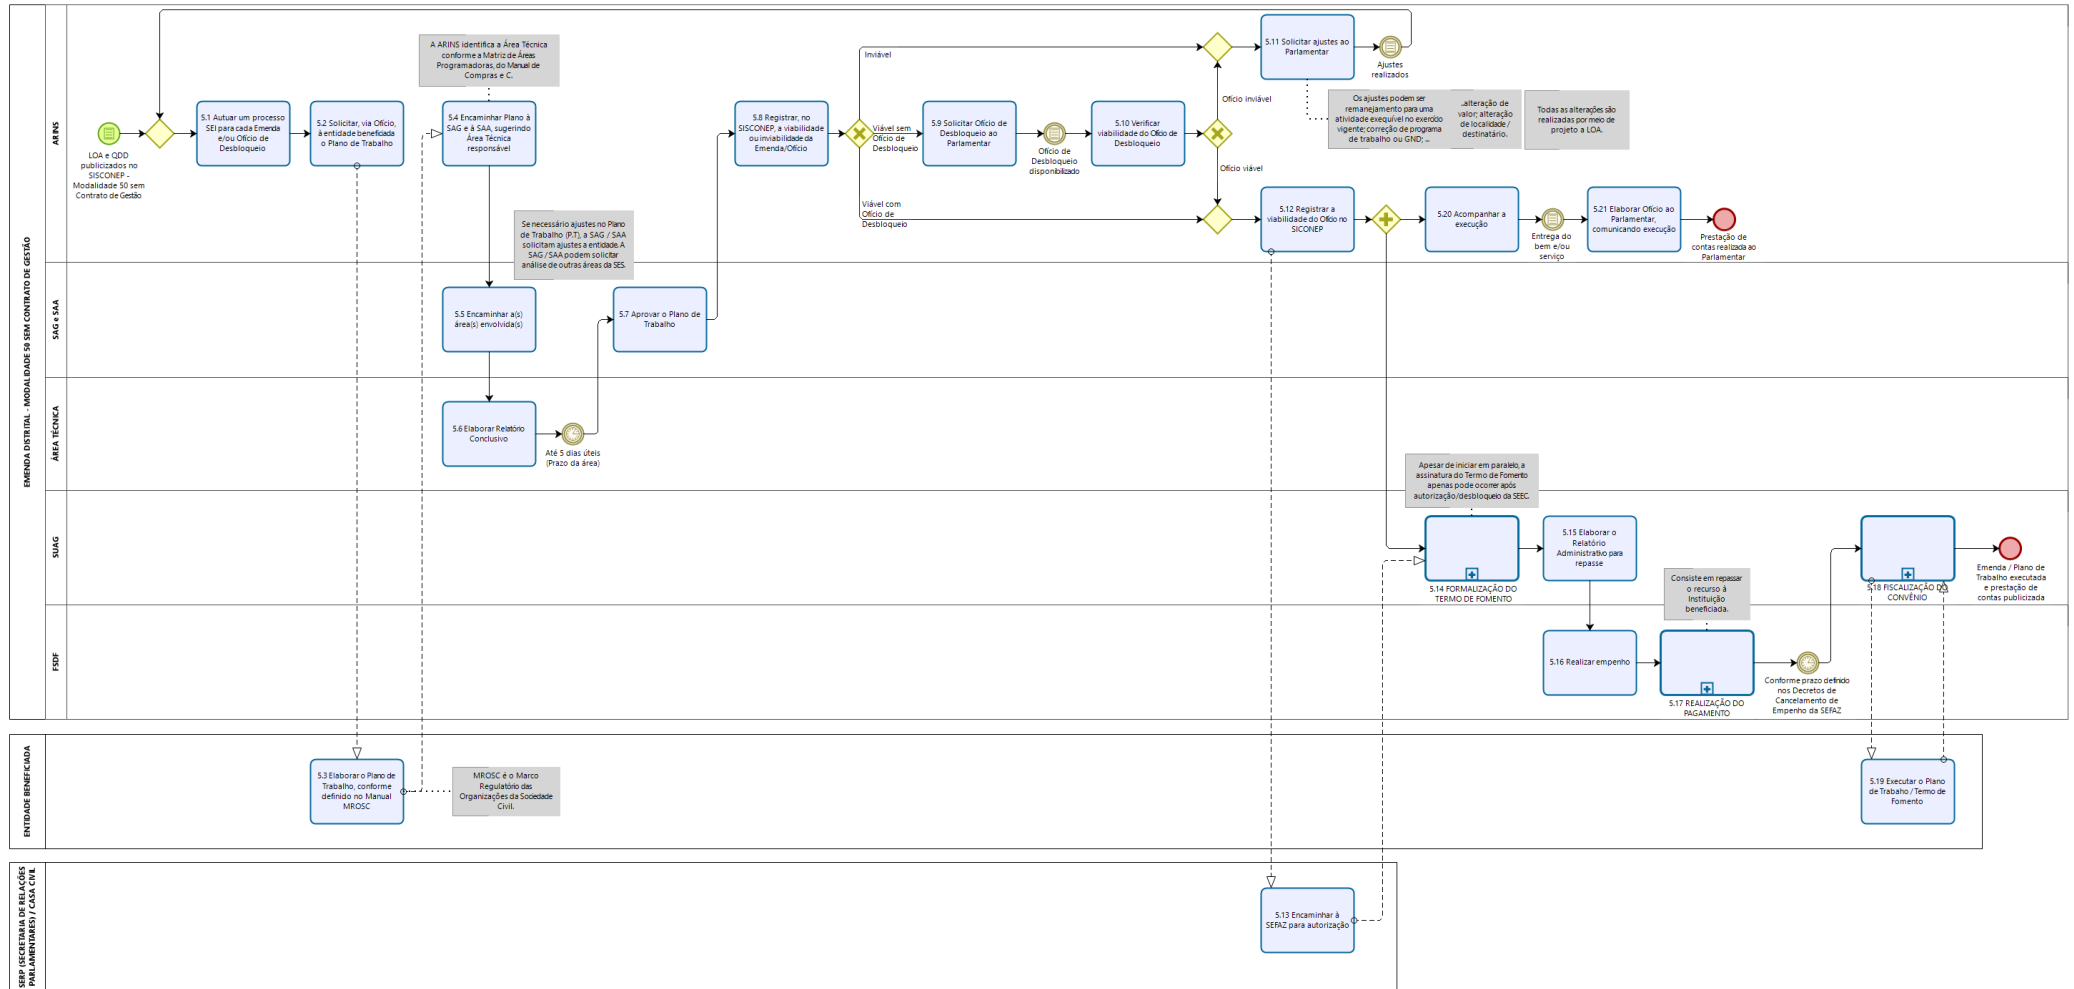 EMENDA DISTRITAL - MODALIDADE 50 SEM CONTRATO DE GESTÃO
ARINS
LOA e QDD
publicizados no
SISCONEP -
Modalidade 50 sem
Contrato de Gestão
5.1 Autuar um processo
SEI para cada Emenda
e/ou Ofício de
Desbloqueio
5.2 Solicitar, via Ofício,
à entidade beneficiada
o Plano de Trabalho
A ARINS identifica a Área Técnica
conforme a Matriz de Áreas
Programadoras, do Manual de
Compras e C.
5.4 Encaminhar Plano à
SAG e à SAA, sugerindo
Área Técnica
responsável
Se necessário ajustes no Plano
de Trabalho (P.T), a SAG / SAA
solicitam ajustes a entidade. A
SAG / SAA podem solicitar
análise de outras áreas da SES.
5.8 Registrar, no
SISCONEP, a viabilidade
ou inviabilidade da
Emenda/Ofício
Inviável
Viável sem
Ofício de
Desbloqueio
Viável com
Ofício de
Desbloqueio
5.9 Solicitar Ofício de
Desbloqueio ao
Parlamentar
Ofício de
Desbloqueio
disponibilizado
5.10 Verificar
viabilidade do Ofício de
Desbloqueio
Ofício inviável
Ofício viável
5.11 Solicitar ajustes ao
Parlamentar
Ajustes
realizados
Os ajustes podem ser
remanejamento para uma
atividade exequível no exercício
vigente; correção de programa
de trabalho ou GND; ...
...alteração de
valor; alteração
de localidade /
destinatário.
Todas as alterações são
realizadas por meio de
projeto a LOA.
5.12 Registrar a
viabilidade do Ofício no
SICONEP
5.20 Acompanhar a
execução
Entrega do
bem e/ou
serviço
5.21 Elaborar Ofício ao
Parlamentar,
comunicando execução
Prestação de
contas realizada ao
Parlamentar
SAG e SAA
5.5 Encaminhar a(s)
área(s) envolvida(s)
5.7 Aprovar o Plano de
Trabalho
ÁREA TÉCNICA
5.6 Elaborar Relatório
Conclusivo
Até 5 dias úteis
(Prazo da área)
Apesar de iniciar em paralelo, a
assinatura do Termo de Fomento
apenas pode ocorrer após
autorização/desbloqueio da SEEC.
SUAG
5.14 FORMALIZAÇÃO DO
TERMO DE FOMENTO
5.15 Elaborar o
Relatório
Administrativo para
repasse
Consiste em repassar
o recurso à
Instituição
beneficiada.
5.18 FISCALIZAÇÃO DO
CONVÊNIO
Emenda / Plano de
Trabalho executada
e prestação de
contas publicizada
FSDF
5.16 Realizar empenho
5.17 REALIZAÇÃO DO
PAGAMENTO
Conforme prazo definido
nos Decretos de
Cancelamento de
Empenho da SEFAZ
ENTIDADE BENEFICIADA
5.3 Elaborar o Plano de
Trabalho, conforme
definido no Manual
MROSC
MROSC é o Marco
Regulatório das
Organizações da Sociedade
Civil.
5.19 Executar o Plano
de Trabaho / Termo de
Fomento
SERP (SECRETARIA DE RELAÇÕES
PARLAMENTARES) / CASA CIVIL
5.13 Encaminhar à
SEFAZ para autorização